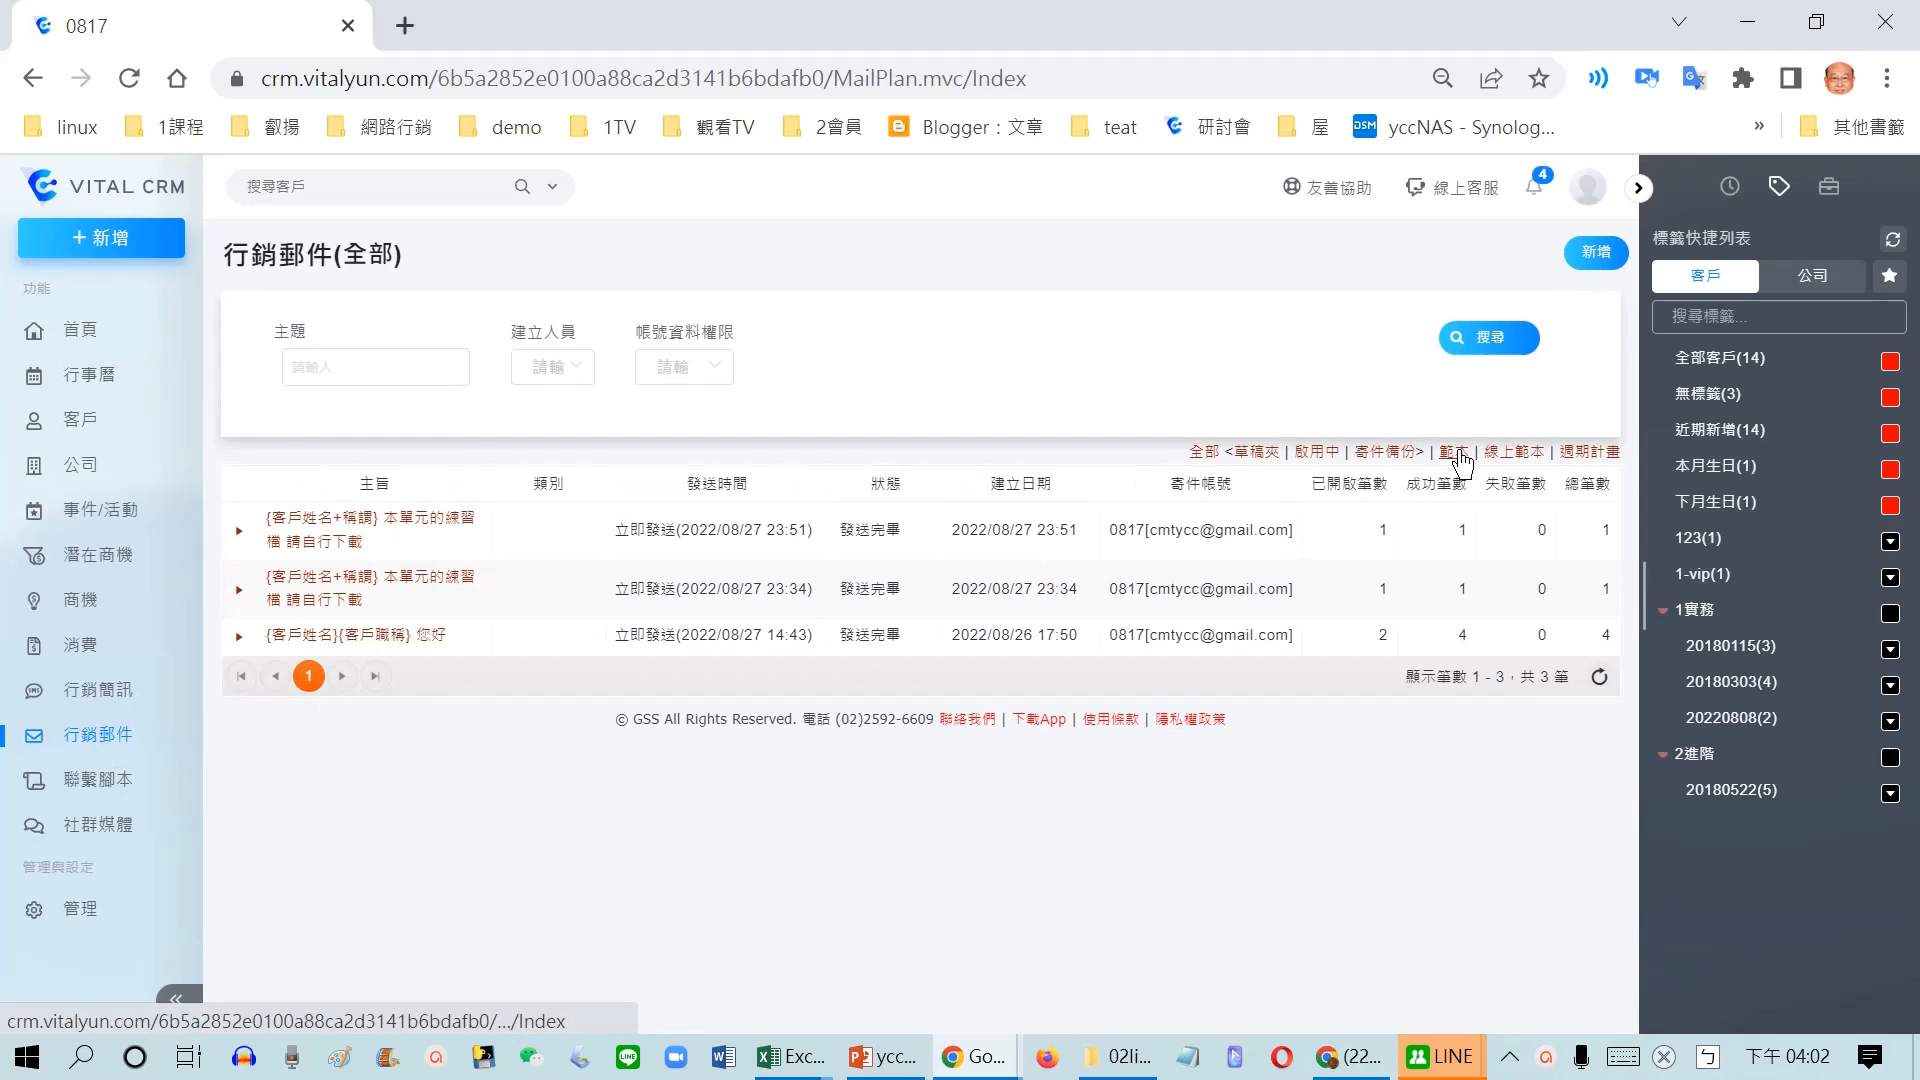 0817
crm.vitalyun.com/6b5a2852e0100a88ca2d3141b6bdafb0/MailPlan.mvc/Index
linux 1課程 叡揚 網路行銷 demo 1TV 觀看TV 2會員 Blogger：文章 teat 研討會 屋 DSM yccNAS - Synolog... » 其他書籤
VITAL CRM
搜尋客戶
友善協助 線上客服 4
+ 新增
功能
首頁
行事曆
客戶
公司
事件/活動
潛在商機
商機
消費
行銷簡訊
行銷郵件
聯繫腳本
社群媒體
管理與設定
管理
行銷郵件(全部)
新增
主題 建立人員 帳號資料權限
請輸入 請輸 請輸
搜尋
全部 <草稿夾 | 啟用中 | 寄件備份> | 範本 | 線上範本 | 週期計畫
主旨 類別 發送時間 狀態 建立日期 寄件帳號 已開啟筆數 成功筆數 失敗筆數 總筆數
{客戶姓名+稱謂} 本單元的練習
檔 請自行下載 立即發送(2022/08/27 23:51) 發送完畢 2022/08/27 23:51 0817[cmtycc@gmail.com] 1 1 0 1
{客戶姓名+稱謂} 本單元的練習
檔 請自行下載 立即發送(2022/08/27 23:34) 發送完畢 2022/08/27 23:34 0817[cmtycc@gmail.com] 1 1 0 1
{客戶姓名}{客戶職稱} 您好 立即發送(2022/08/27 14:43) 發送完畢 2022/08/26 17:50 0817[cmtycc@gmail.com] 2 4 0 4
1
顯示筆數 1 - 3，共 3 筆
© GSS All Rights Reserved. 電話 (02)2592-6609 聯絡我們 | 下載App | 使用條款 | 隱私權政策
標籤快捷列表
客戶 公司
搜尋標籤...
全部客戶(14)
無標籤(3)
近期新增(14)
本月生日(1)
下月生日(1)
123(1)
1-vip(1)
1實務
20180115(3)
20180303(4)
20220808(2)
2進階
20180522(5)
crm.vitalyun.com/6b5a2852e0100a88ca2d3141b6bdafb0/.../Index
Exc... ycc... Go... 02li... (22... LINE ㄅ 下午 04:02